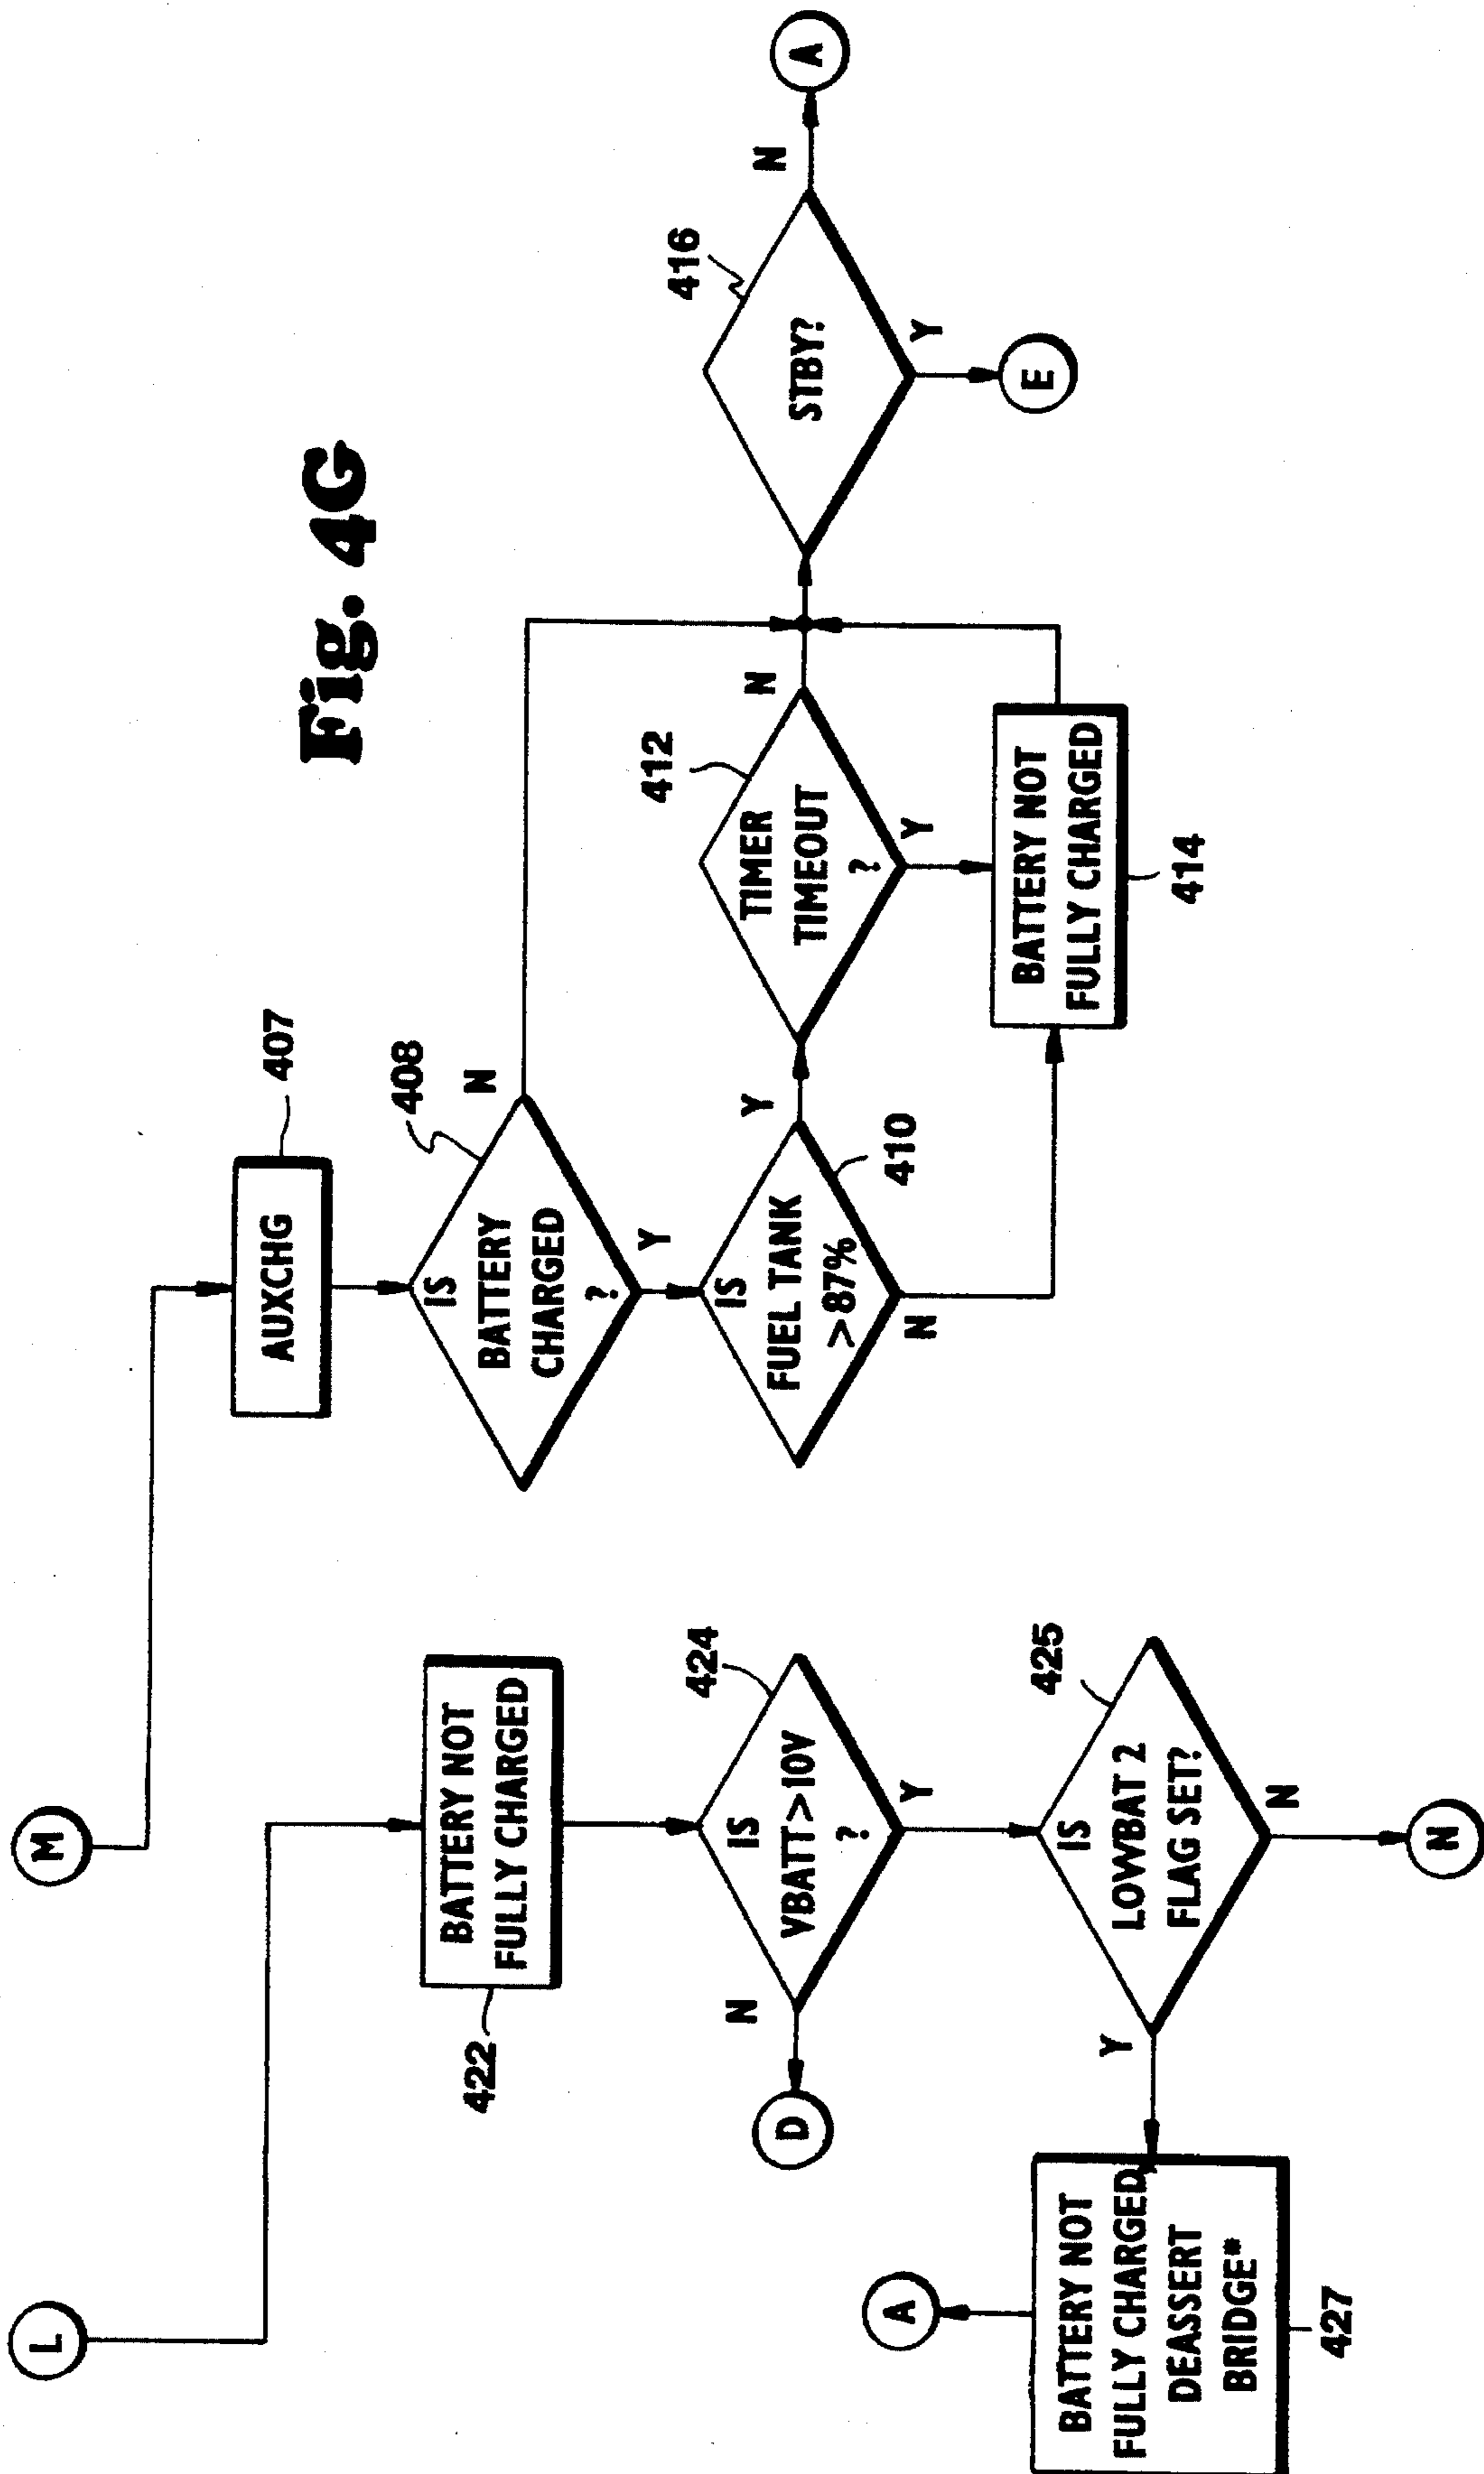 Fig. 4G
L
M
BATTERY NOT
FULLY CHARGED
422
IS
VBATT>10V
?
424
N
Y
D
IS
LOWBAT 2
FLAG SET?
425
Y
N
N
BATTERY NOT
FULLY CHARGED
DEASSERT
BRIDGE*
427
A
AUXCHG
407
IS
BATTERY
CHARGED
?
408
N
Y
IS
FUEL TANK
>87%
410
Y
N
TIMER
TIMEOUT
?
412
N
Y
BATTERY NOT
FULLY CHARGED
414
STBY?
416
N
Y
A
E